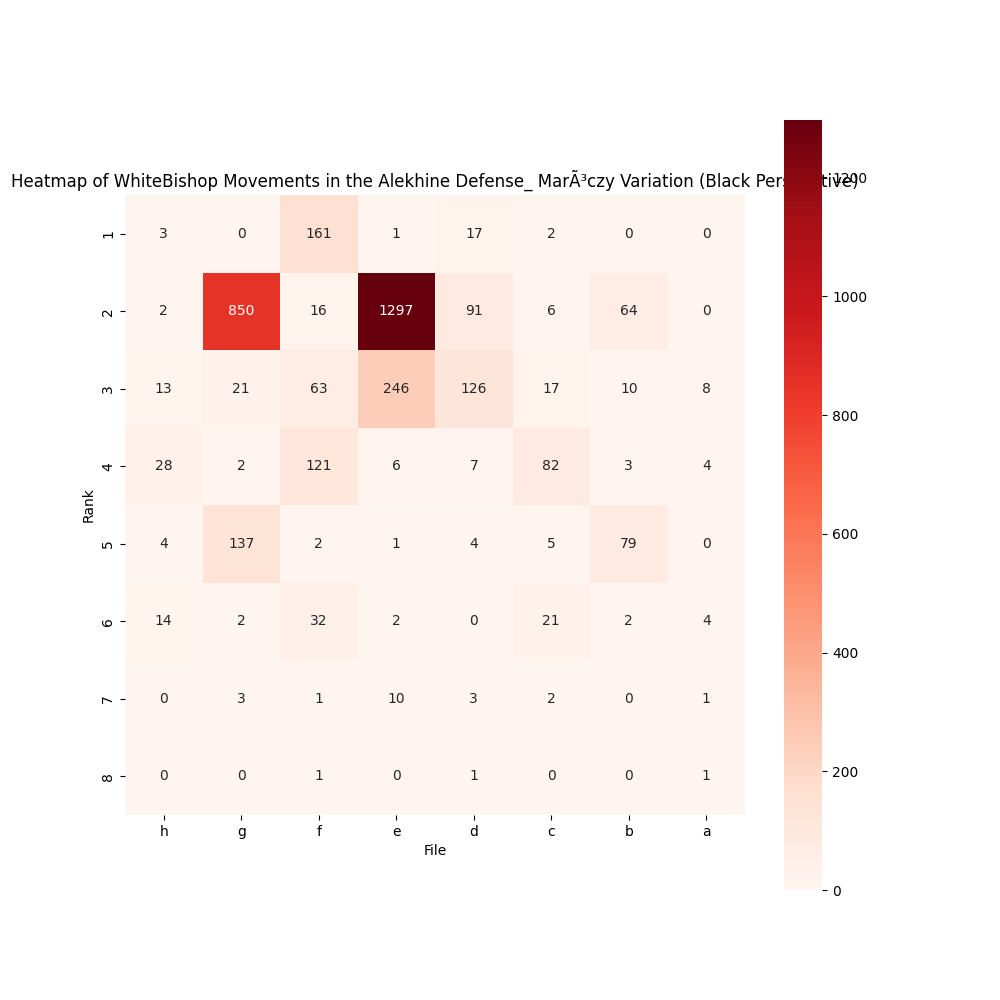 Heatmap of WhiteBishop Movements in the Alekhine Defense_ MarÃ³czy Variation (Black Perspective)
1200
1 3 0 161 1 17 2 0 0
2 2 850 16 1297 91 6 64 0
1000
3 13 21 63 246 126 17 10 8
800
4 28 2 121 6 7 82 3 4
Rank
5 4 137 2 1 4 5 79 0
600
6 14 2 32 2 0 21 2 4
400
7 0 3 1 10 3 2 0 1
200
8 0 0 1 0 1 0 0 1
h g f e d c b a
File
0